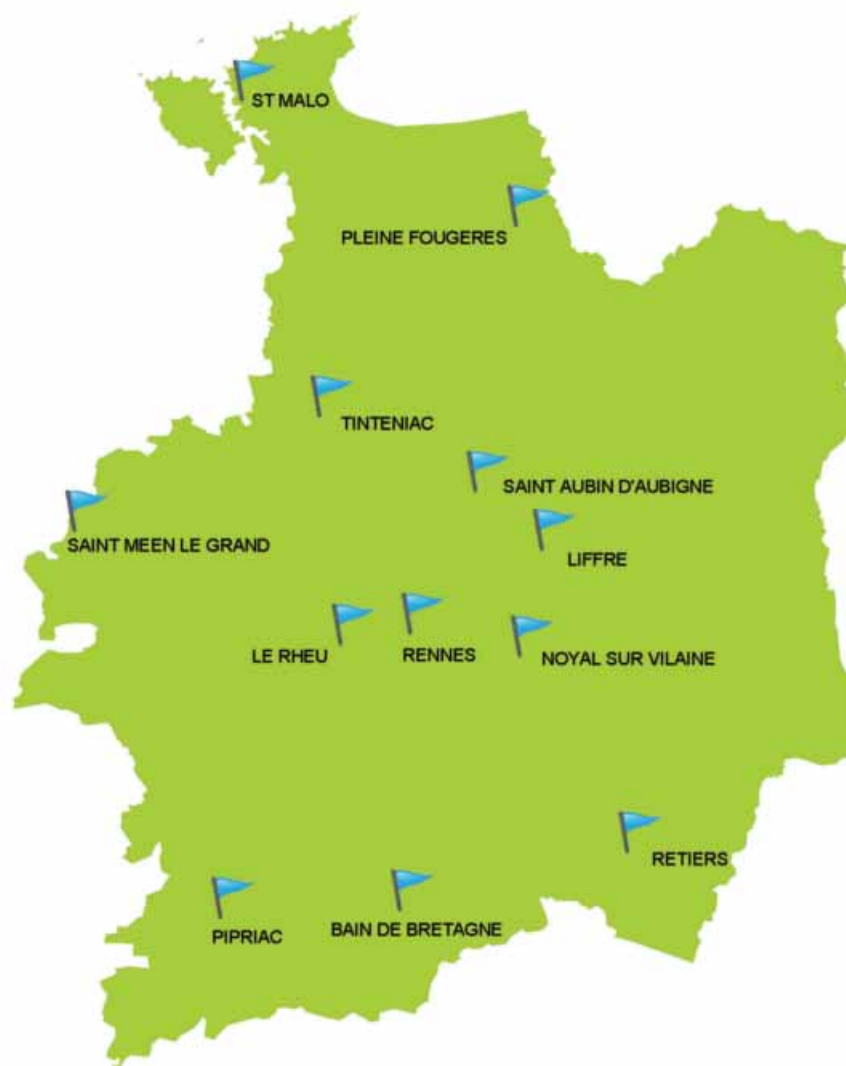 ST MALO
PLEINE FOUGERES
TINTENIAC
SAINT AUBIN D'AUBIGNE
SAINT MEEN LE GRAND
LIFFRE
LE RHEU
RENNES
NOYAL SUR VILAINE
RETIERS
PIPRIAC
BAIN DE BRETAGNE